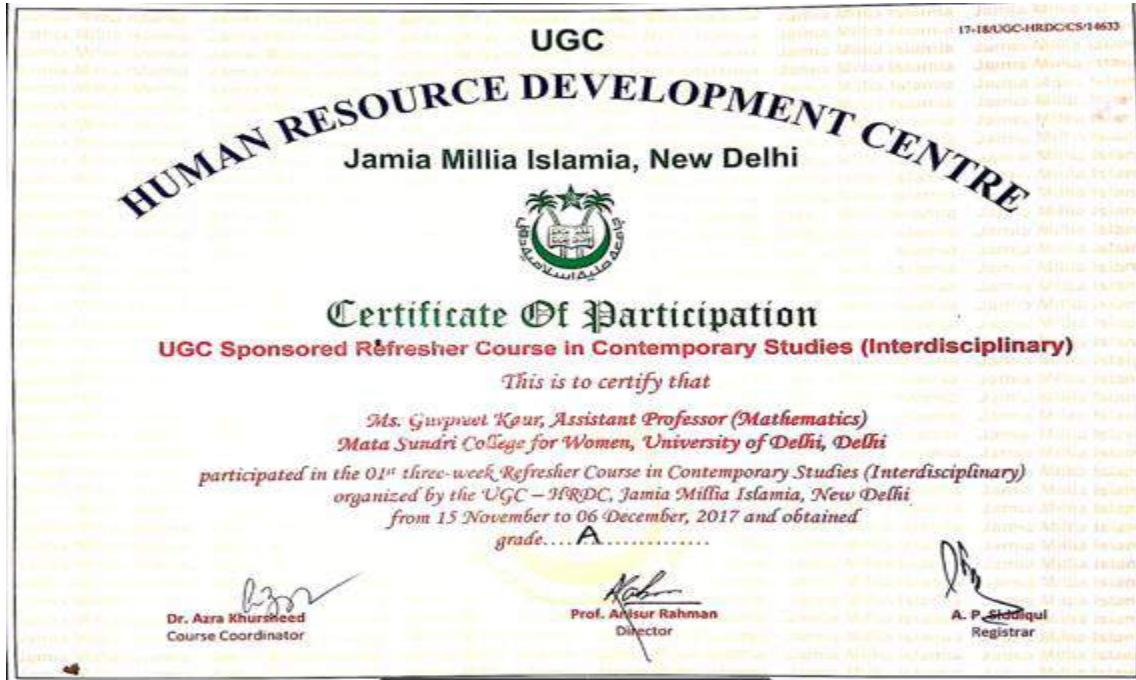 17-18/UGC-HRDC/CS/14633
UGC
HUMAN RESOURCE DEVELOPMENT CENTRE
Jamia Millia Islamia, New Delhi
Certificate Of Participation
UGC Sponsored Refresher Course in Contemporary Studies (Interdisciplinary)
This is to certify that
Ms. Gurpreet Kaur, Assistant Professor (Mathematics)
Mata Sundri College for Women, University of Delhi, Delhi
participated in the 01st three-week Refresher Course in Contemporary Studies (Interdisciplinary)
organized by the UGC – HRDC, Jamia Millia Islamia, New Delhi
from 15 November to 06 December, 2017 and obtained
grade....A..............
Dr. Azra Khursheed
Course Coordinator
Prof. Anisur Rahman
Director
A. P. Siddiqui
Registrar